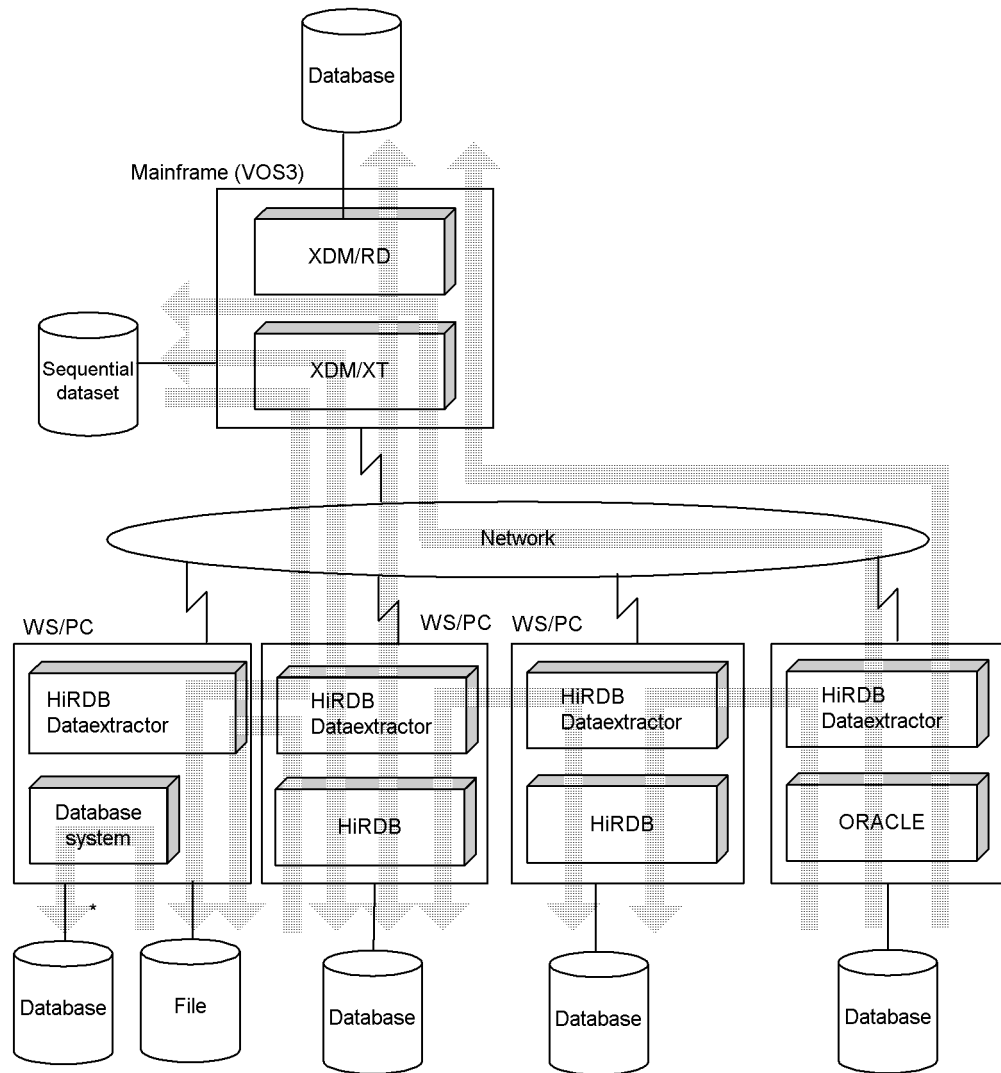 Database
Mainframe (VOS3)
XDM/RD
Sequential
dataset
XDM/XT
Network
WS/PC
WS/PC
WS/PC
HiRDB
Dataextractor
HiRDB
Dataextractor
HiRDB
Dataextractor
HiRDB
Dataextractor
Database
system
HiRDB
HiRDB
ORACLE
*
Database
File
Database
Database
Database